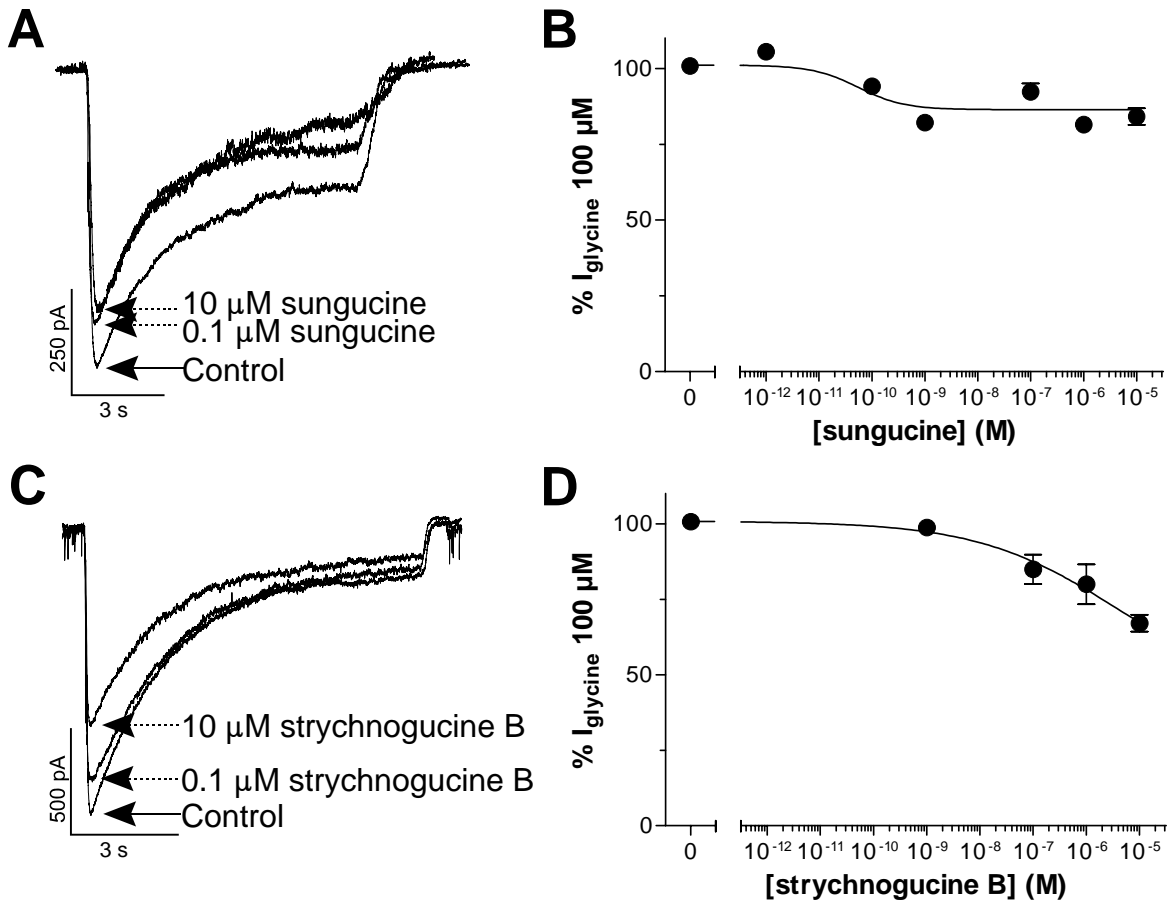 A
10 µM sungucine
0.1 µM sungucine
Control
250 pA
3 s
B
% I_glycine 100 µM
100
50
0
0 10⁻¹² 10⁻¹¹ 10⁻¹⁰ 10⁻⁹ 10⁻⁸ 10⁻⁷ 10⁻⁶ 10⁻⁵
[sungucine] (M)
C
10 µM strychnogucine B
0.1 µM strychnogucine B
Control
500 pA
3 s
D
% I_glycine 100 µM
100
50
0
0 10⁻¹² 10⁻¹¹ 10⁻¹⁰ 10⁻⁹ 10⁻⁸ 10⁻⁷ 10⁻⁶ 10⁻⁵
[strychnogucine B] (M)